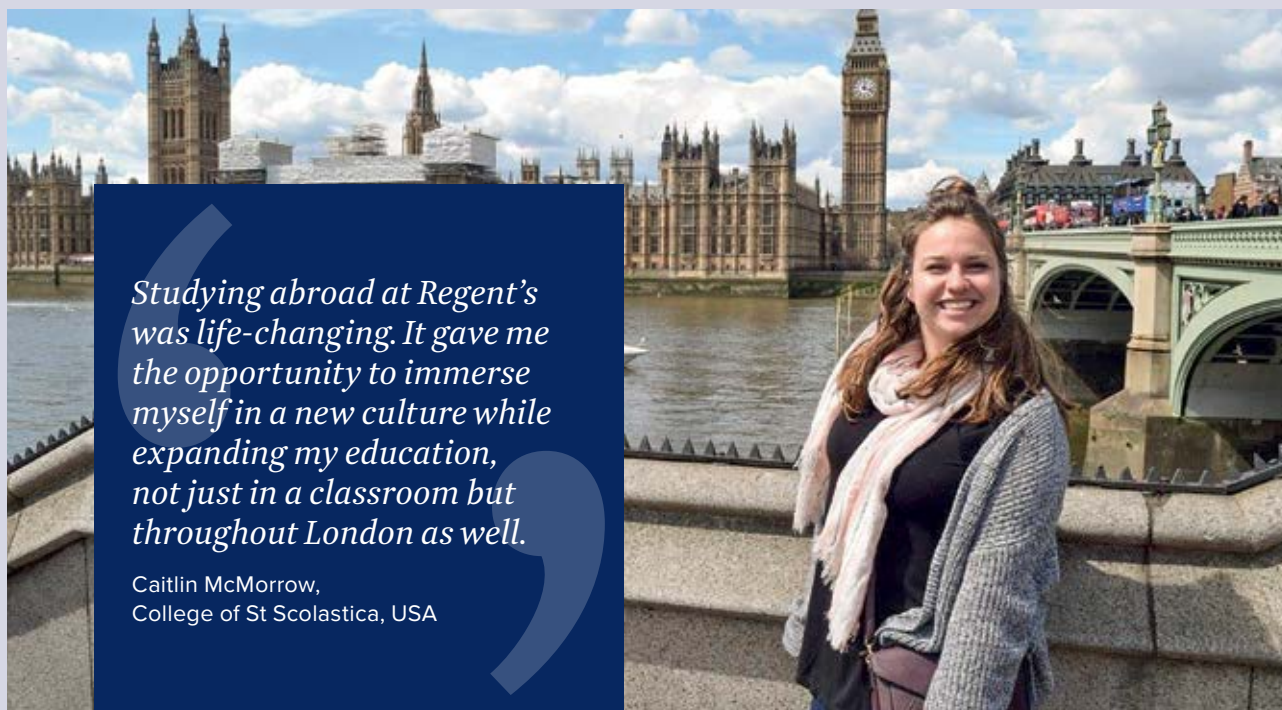 Studying abroad at Regent’s
was life-changing. It gave me
the opportunity to immerse
myself in a new culture while
expanding my education,
not just in a classroom but
throughout London as well.
Caitlin McMorrow,
College of St Scolastica, USA